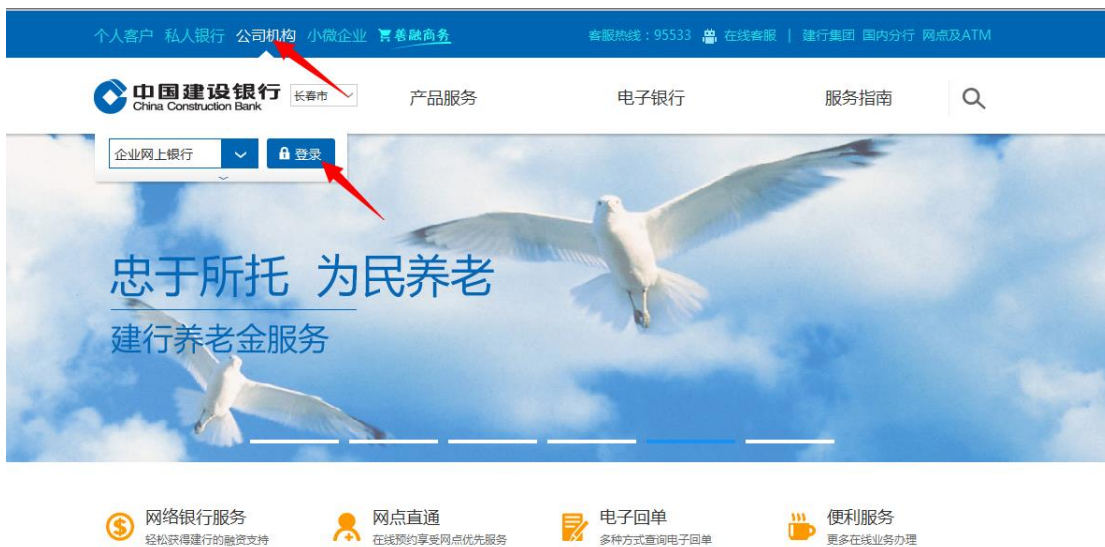 个人客户 私人银行 公司机构 小微企业 善融商务 客服热线：95533 在线客服 | 建行集团 国内分行 网点及ATM
中国建设银行 长春市 产品服务 电子银行 服务指南
China Construction Bank
企业网上银行 登录
忠于所托 为民养老
建行养老金服务
网络银行服务 网点直通 电子回单 便利服务
轻松获得建行的融资支持 在线预约享受网点优先服务 多种方式查询电子回单 更多在线业务办理